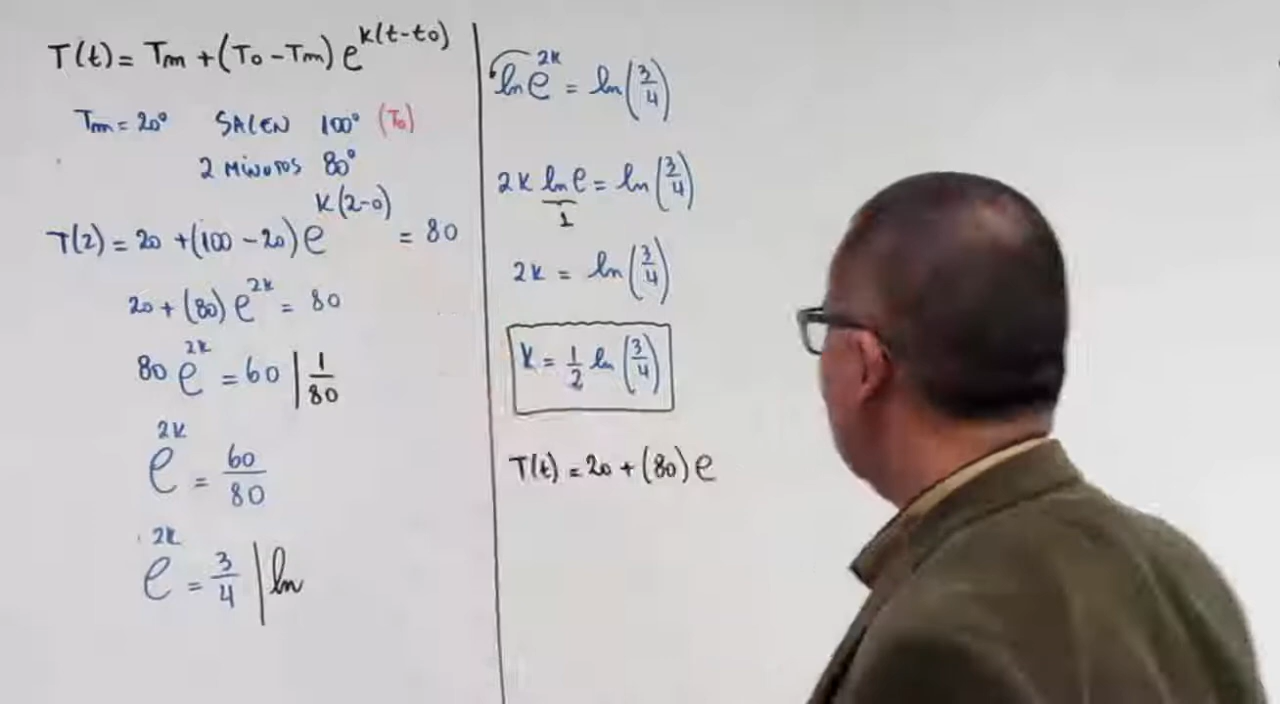 T(t) = Tm + (To - Tm) e^k(t-to)
Tm = 20° SALEN 100° (To)
2 MINUTOS 80°
T(2) = 20 + (100 - 20) e^k(2-0) = 80
20 + (80) e^2k = 80
80 e^2k = 60 | 1/80
e^2k = 60/80
e^2k = 3/4 | ln
ln e^2k = ln(3/4)
2k ln e = ln(3/4)
1
2k = ln(3/4)
k = 1/2 ln(3/4)
T(t) = 20 + (80) e